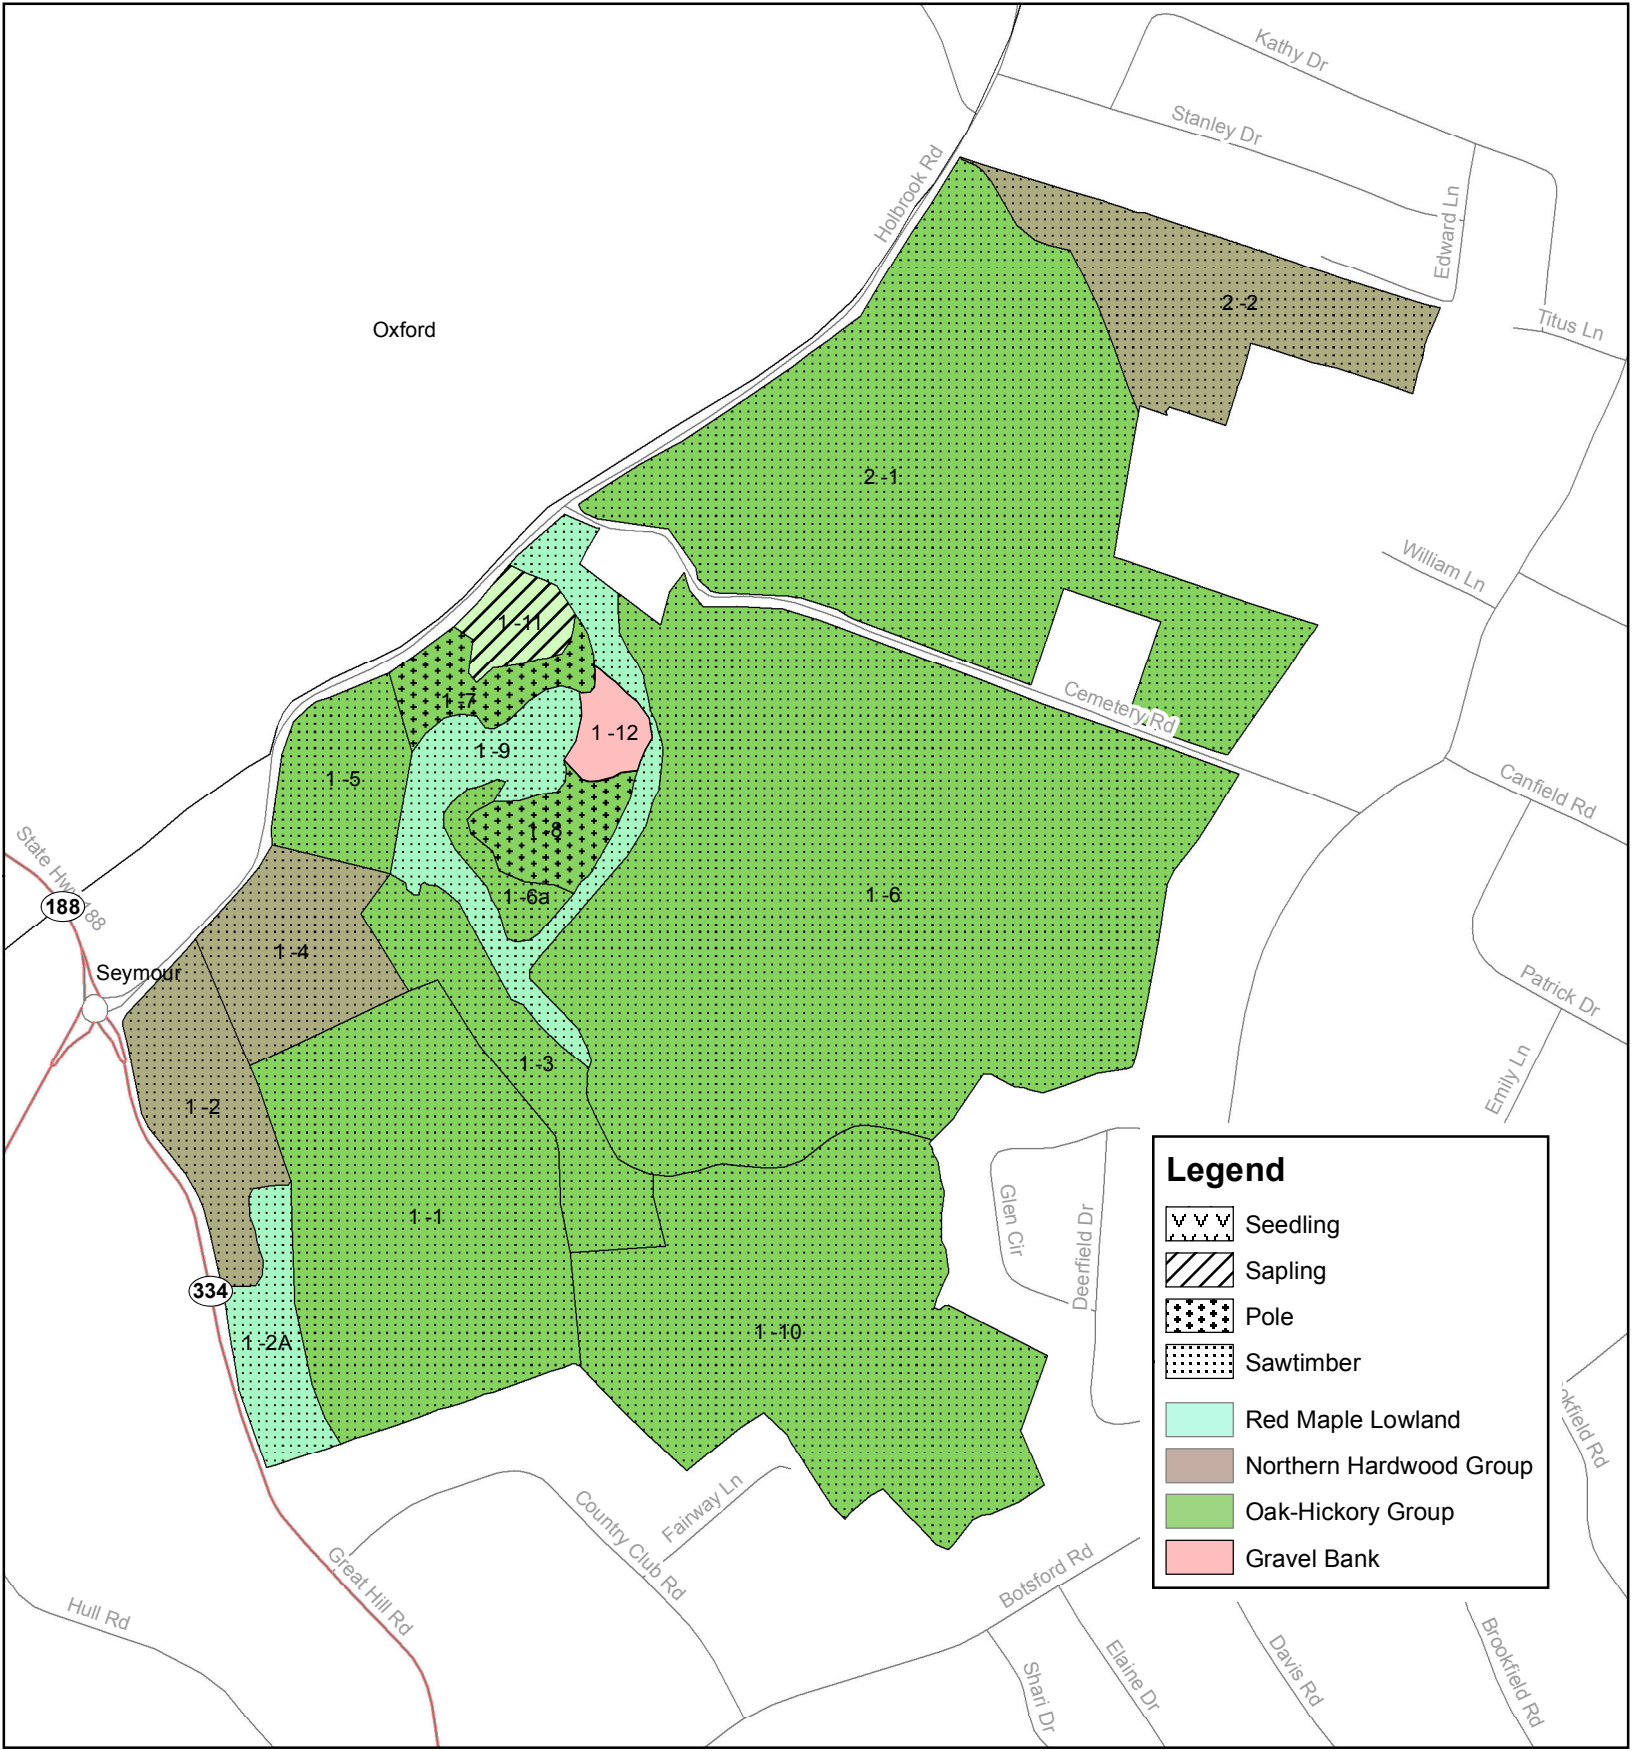 Kathy Dr
Stanley Dr
Holbrook Rd
Edward Ln
2 -2
Titus Ln
Oxford
2 -1
William Ln
1 -11
1 -7
Cemetery Rd
1 -12
1 -9
1 -5
Canfield Rd
1 -8
State Hwy 188
188
1 -6a
1 -6
1 -4
Seymour
Patrick Dr
1 -3
Emily Ln
1 -2
Legend
Seedling
Sapling
Pole
Sawtimber
Red Maple Lowland
Northern Hardwood Group
Oak-Hickory Group
Gravel Bank
1 -1
Glen Cir
Deerfield Dr
334
1 -10
1 -2A
okfield Rd
Fairway Ln
Country Club Rd
Great Hill Rd
Botsford Rd
Hull Rd
Shari Dr
Elaine Dr
Davis Rd
Brookfield Rd